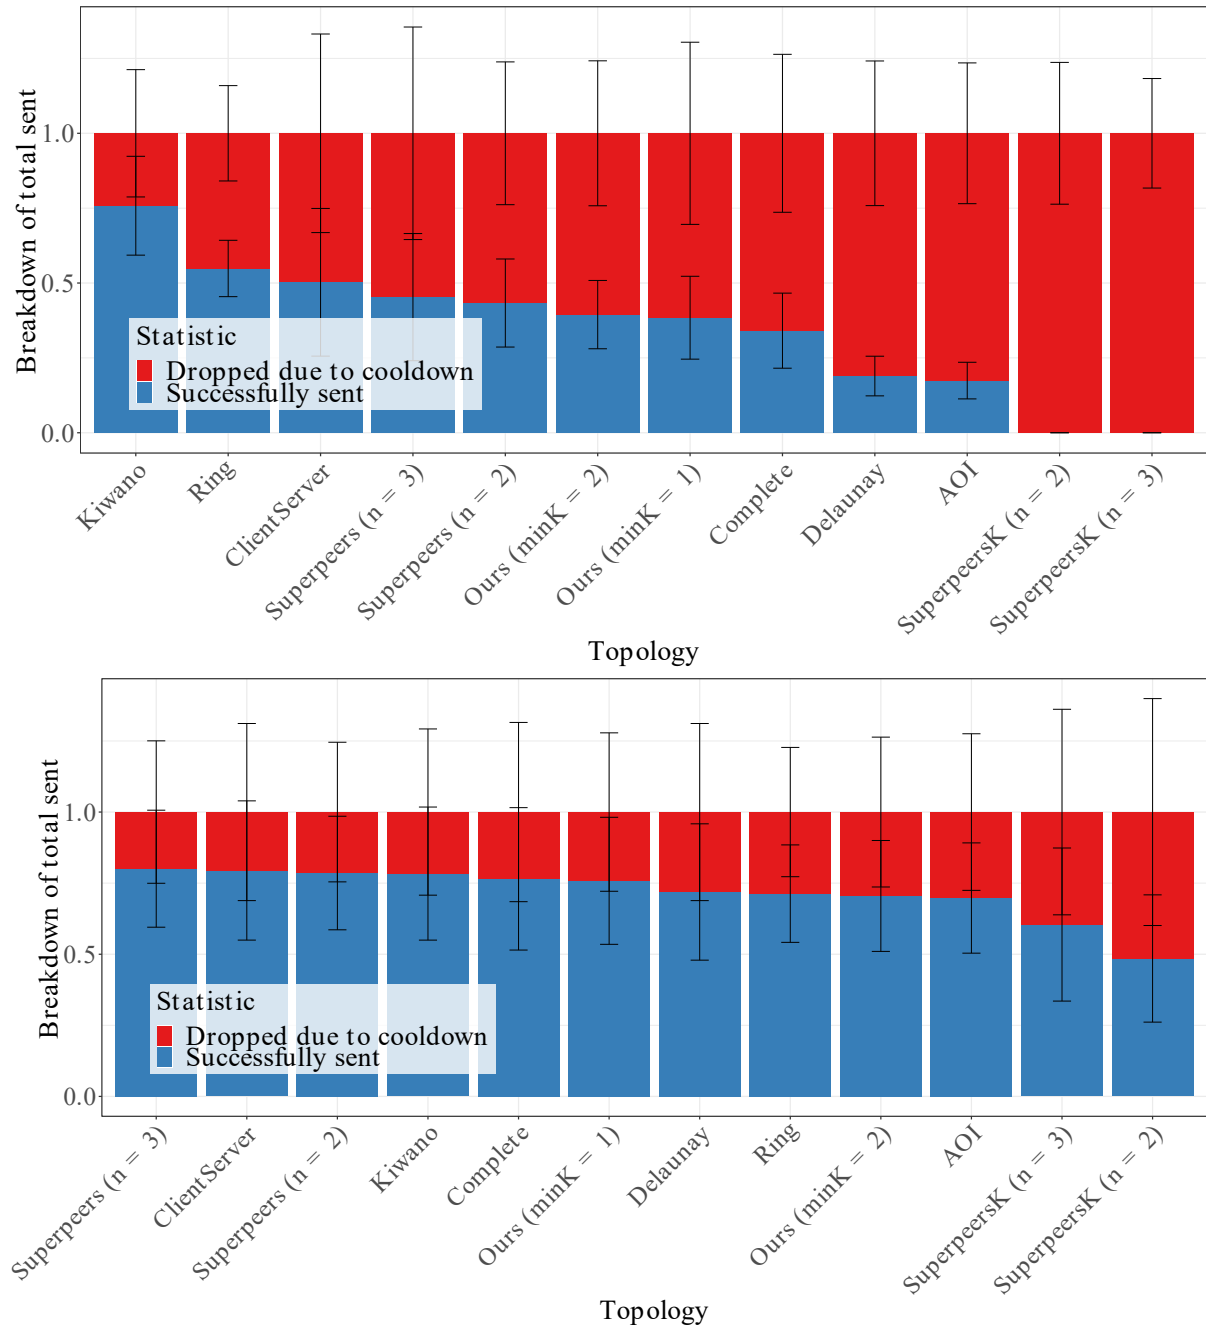 Breakdown of total sent
1.0
0.5
0.0
Statistic
Dropped due to cooldown
Successfully sent
Kiwano
Ring
ClientServer
Superpeers (n = 3)
Superpeers (n = 2)
Ours (minK = 2)
Ours (minK = 1)
Complete
Delaunay
AOI
SuperpeersK (n = 2)
SuperpeersK (n = 3)
Topology
Breakdown of total sent
1.0
0.5
0.0
Statistic
Dropped due to cooldown
Successfully sent
Superpeers (n = 3)
ClientServer
Superpeers (n = 2)
Kiwano
Complete
Ours (minK = 1)
Delaunay
Ring
Ours (minK = 2)
AOI
SuperpeersK (n = 3)
SuperpeersK (n = 2)
Topology